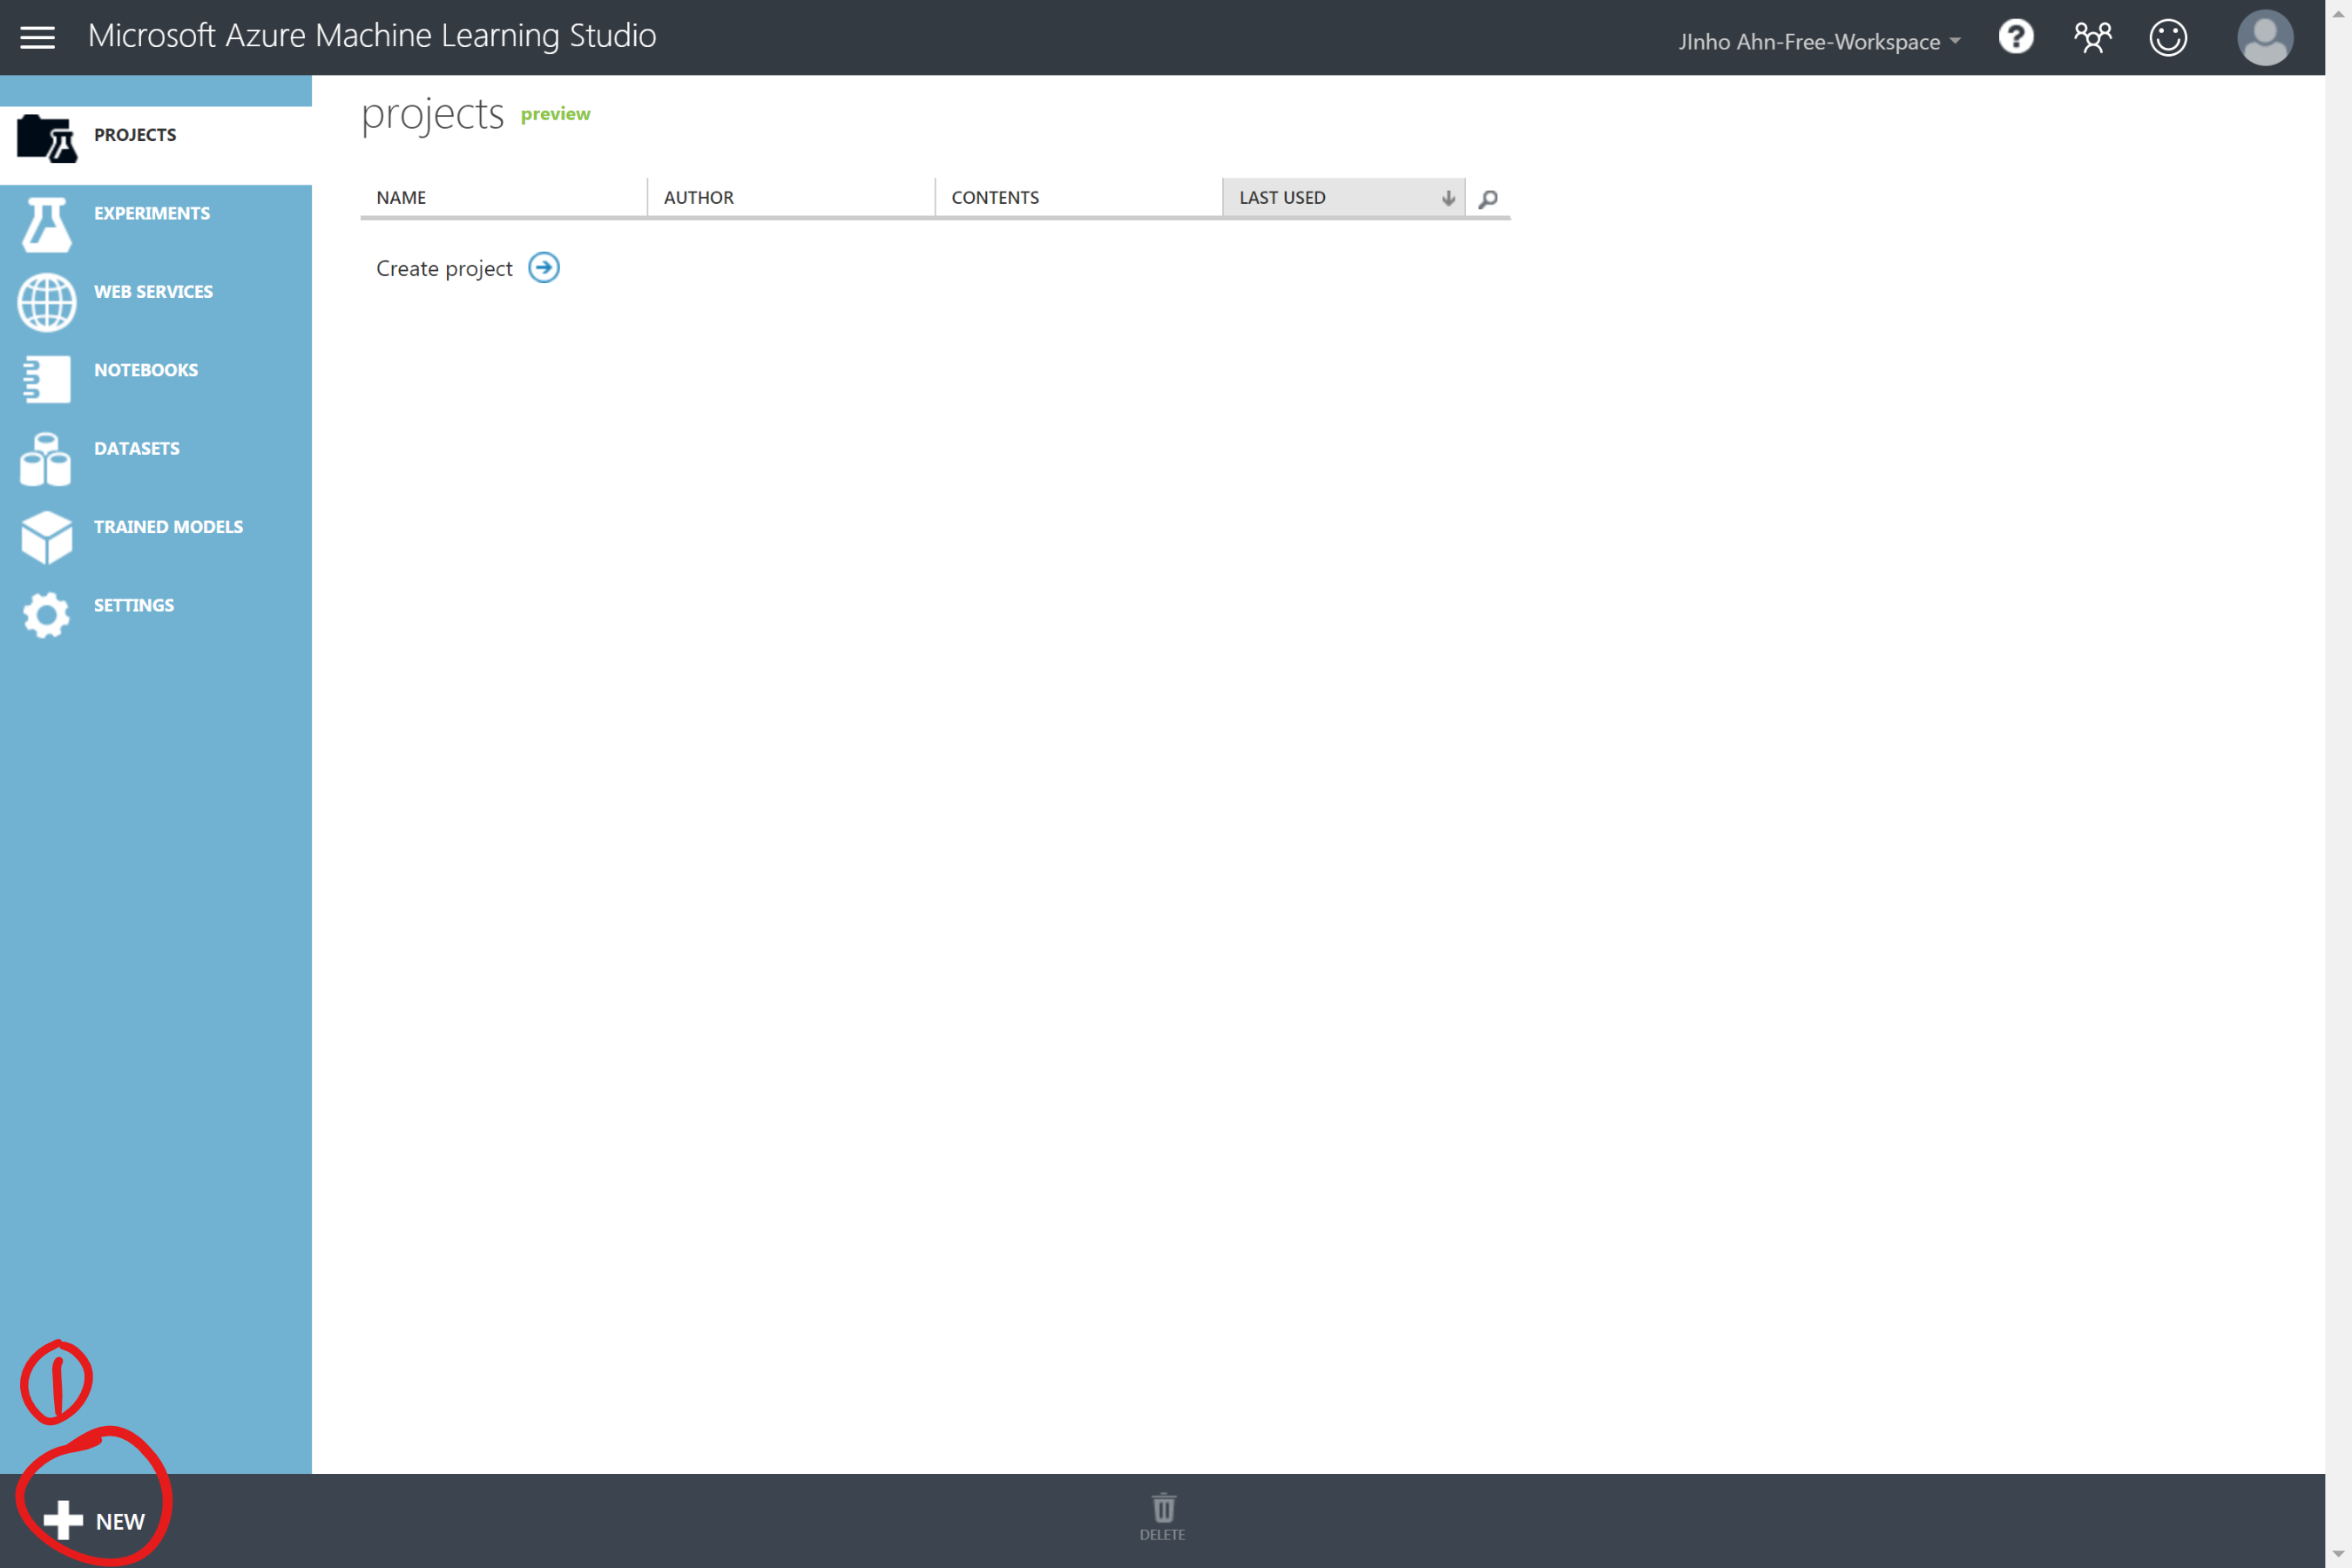 Microsoft Azure Machine Learning Studio
JInho Ahn-Free-Workspace
?
PROJECTS
EXPERIMENTS
WEB SERVICES
NOTEBOOKS
DATASETS
TRAINED MODELS
SETTINGS
projects preview
NAME AUTHOR CONTENTS LAST USED
Create project
1
NEW
DELETE